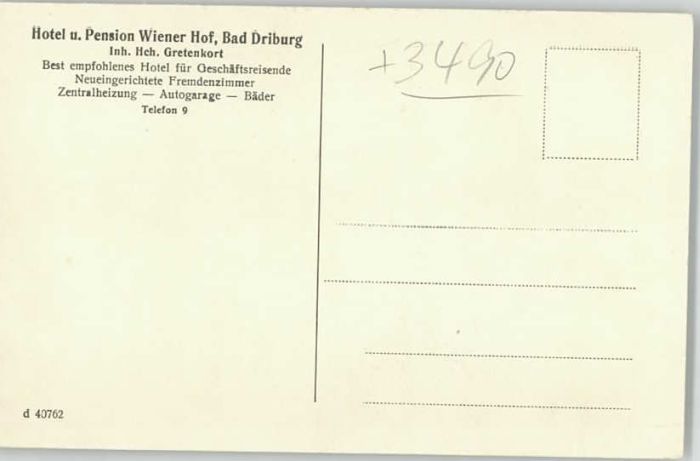 Hotel u. Pension Wiener Hof, Bad Driburg
Inh. Hch. Gretenkort
Best empfohlenes Hotel für Geschäftsreisende
Neueingerichtete Fremdenzimmer
Zentralheizung — Autogarage — Bäder
Telefon 9
+3490
d 40762